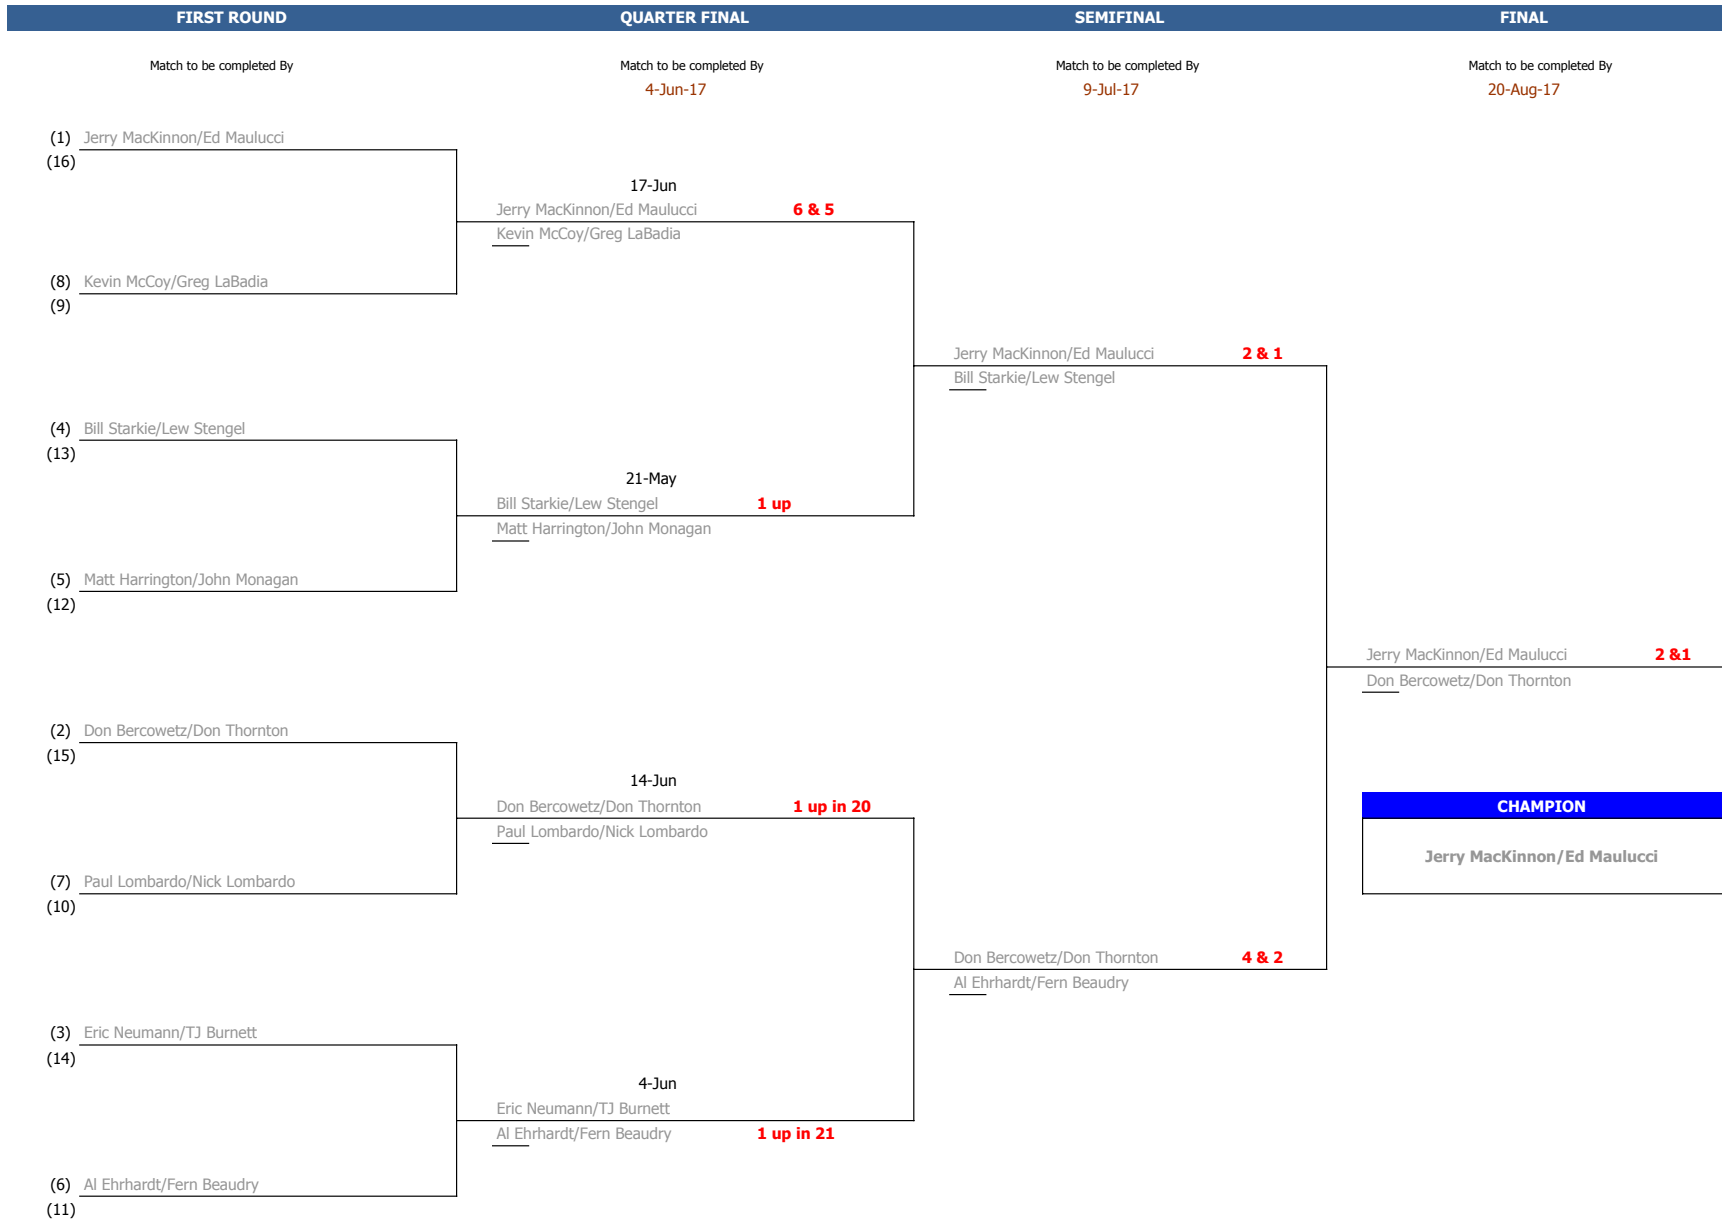 FIRST ROUND QUARTER FINAL SEMIFINAL FINAL
Match to be completed By Match to be completed By Match to be completed By Match to be completed By
4-Jun-17 9-Jul-17 20-Aug-17
(1) Jerry MacKinnon/Ed Maulucci
(16)
17-Jun
Jerry MacKinnon/Ed Maulucci 6 & 5
Kevin McCoy/Greg LaBadia
(8) Kevin McCoy/Greg LaBadia
(9)
Jerry MacKinnon/Ed Maulucci 2 & 1
Bill Starkie/Lew Stengel
(4) Bill Starkie/Lew Stengel
(13)
21-May
Bill Starkie/Lew Stengel 1 up
Matt Harrington/John Monagan
(5) Matt Harrington/John Monagan
(12)
Jerry MacKinnon/Ed Maulucci 2 &1
Don Bercowetz/Don Thornton
(2) Don Bercowetz/Don Thornton
(15)
14-Jun
Don Bercowetz/Don Thornton 1 up in 20
Paul Lombardo/Nick Lombardo
CHAMPION
Jerry MacKinnon/Ed Maulucci
(7) Paul Lombardo/Nick Lombardo
(10)
Don Bercowetz/Don Thornton 4 & 2
Al Ehrhardt/Fern Beaudry
(3) Eric Neumann/TJ Burnett
(14)
4-Jun
Eric Neumann/TJ Burnett
Al Ehrhardt/Fern Beaudry 1 up in 21
(6) Al Ehrhardt/Fern Beaudry
(11)